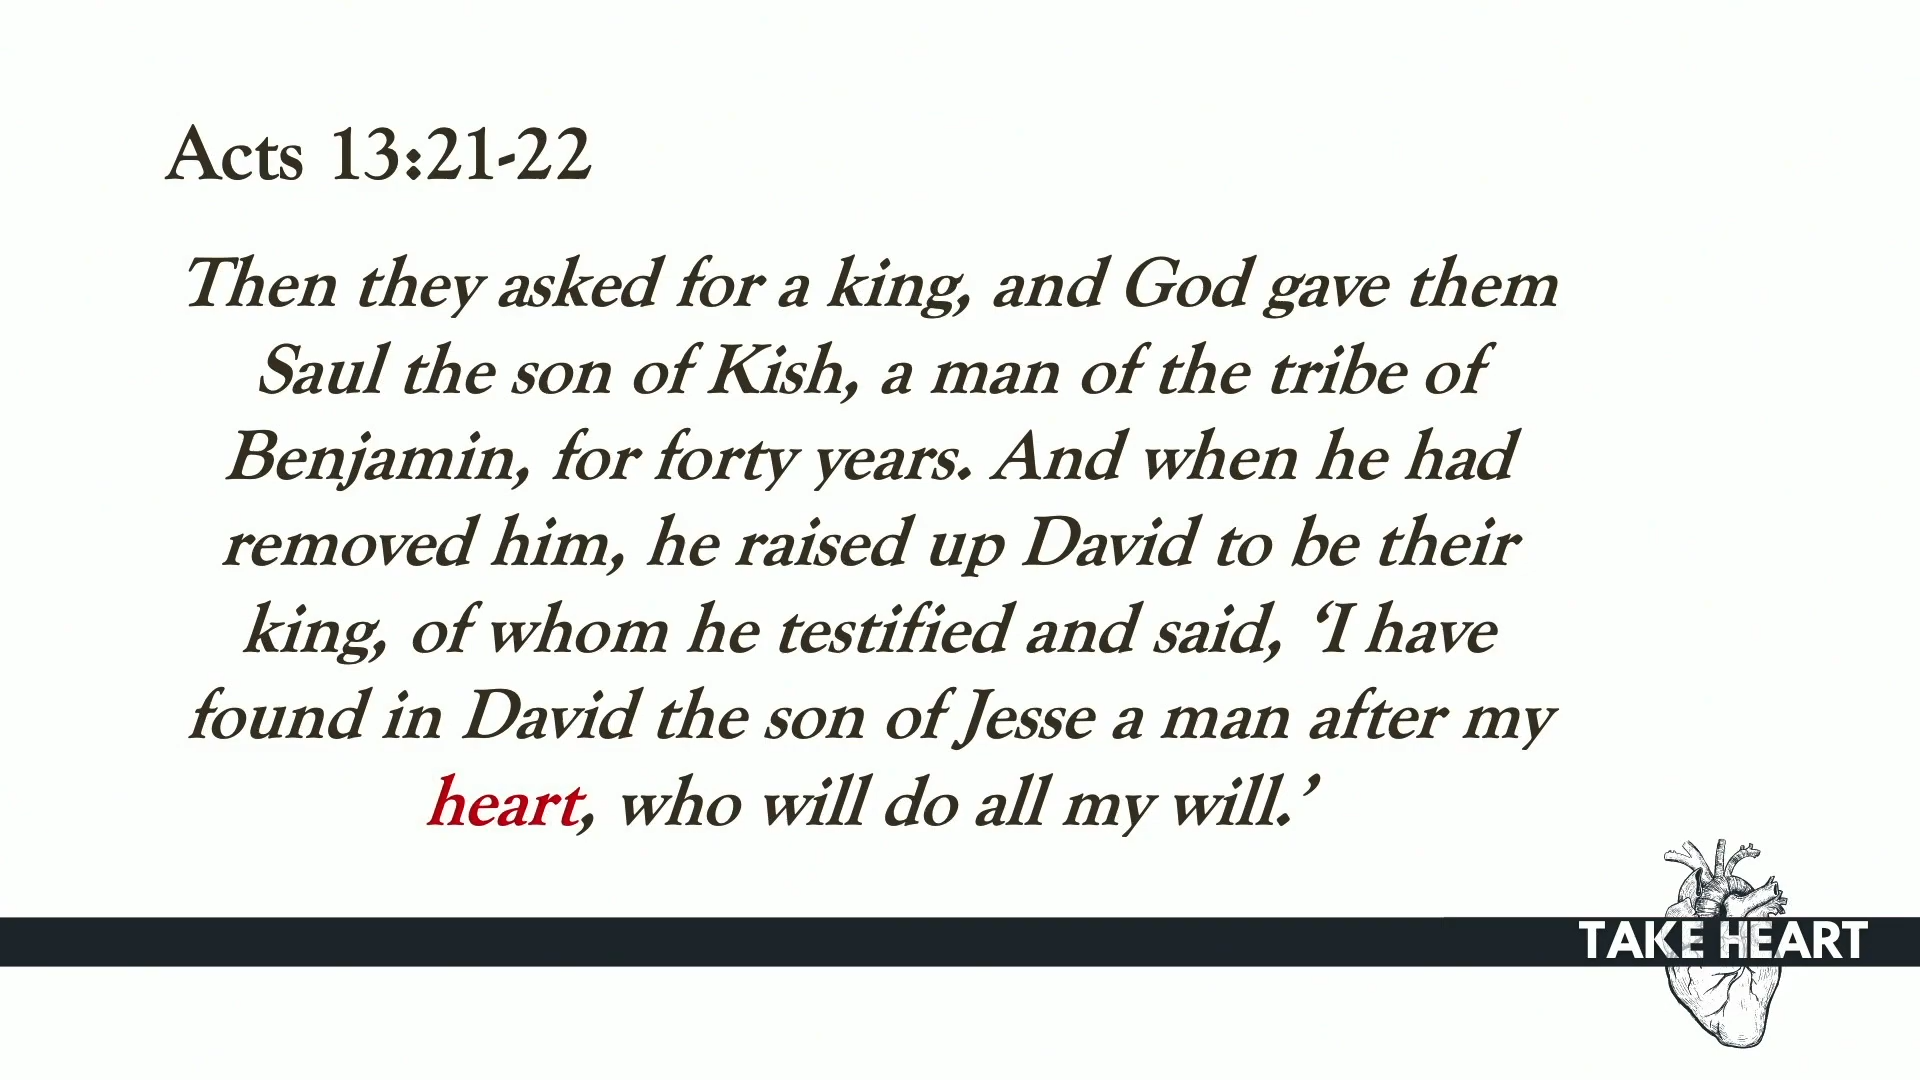 Acts 13:21-22
Then they asked for a king, and God gave them
Saul the son of Kish, a man of the tribe of
Benjamin, for forty years. And when he had
removed him, he raised up David to be their
king, of whom he testified and said, ‘I have
found in David the son of Jesse a man after my
heart, who will do all my will.’
TAKE HEART